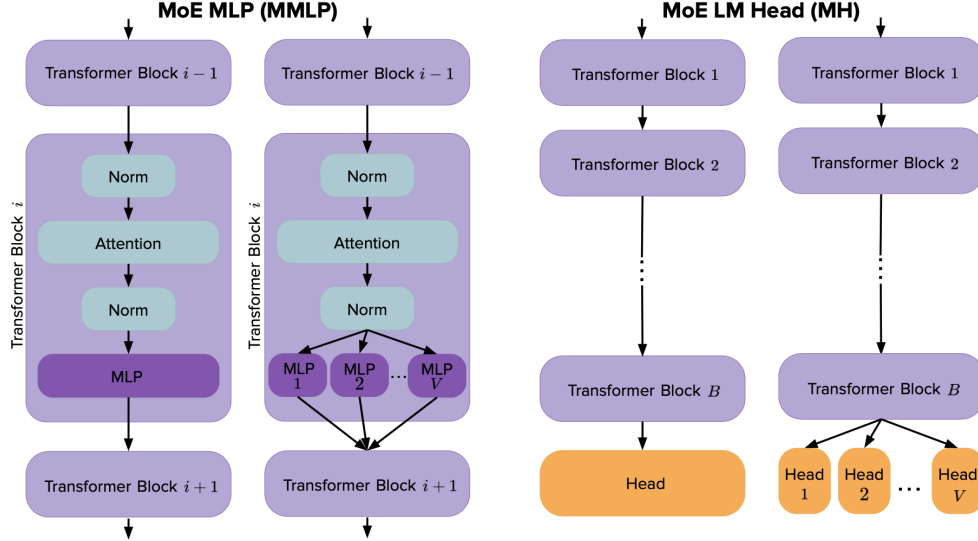 MoE MLP (MMLP)
Transformer Block i − 1
Transformer Block i
Norm
Attention
Norm
MLP
Transformer Block i + 1
Transformer Block i − 1
Transformer Block i
Norm
Attention
Norm
MLP
1
MLP
2
...
MLP
V
Transformer Block i + 1
MoE LM Head (MH)
Transformer Block 1
Transformer Block 2
Transformer Block B
Head
Transformer Block 1
Transformer Block 2
Transformer Block B
Head
1
Head
2
...
Head
V